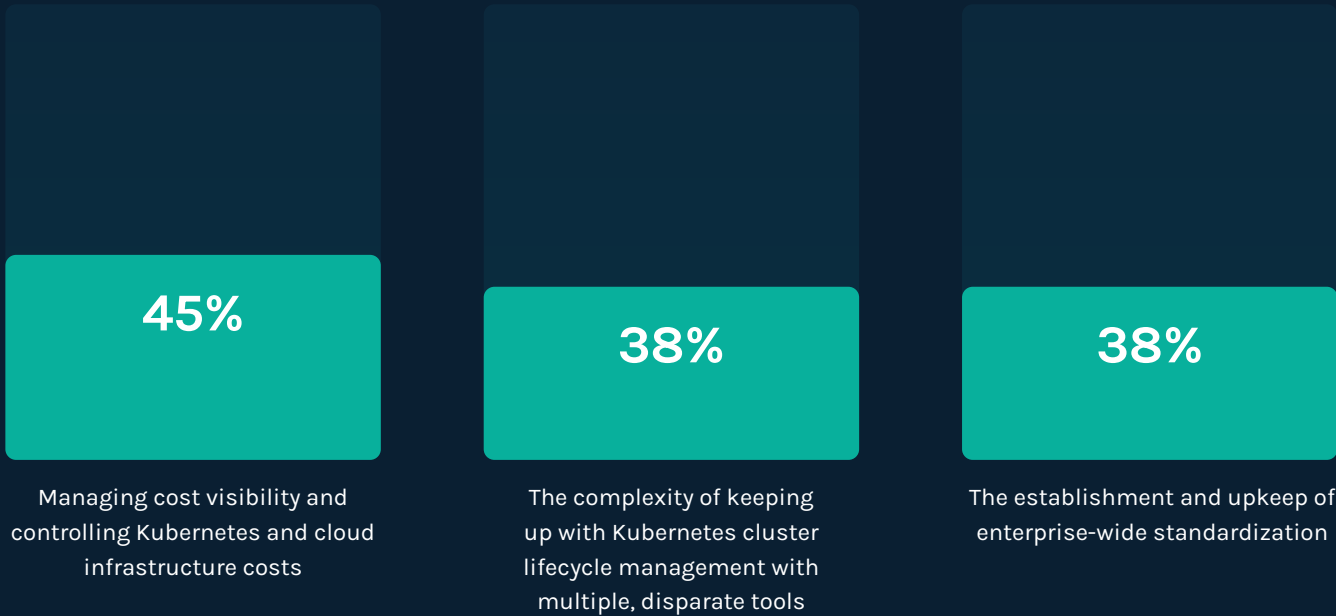 45%
Managing cost visibility and
controlling Kubernetes and cloud
infrastructure costs
38%
The complexity of keeping
up with Kubernetes cluster
lifecycle management with
multiple, disparate tools
38%
The establishment and upkeep of
enterprise-wide standardization